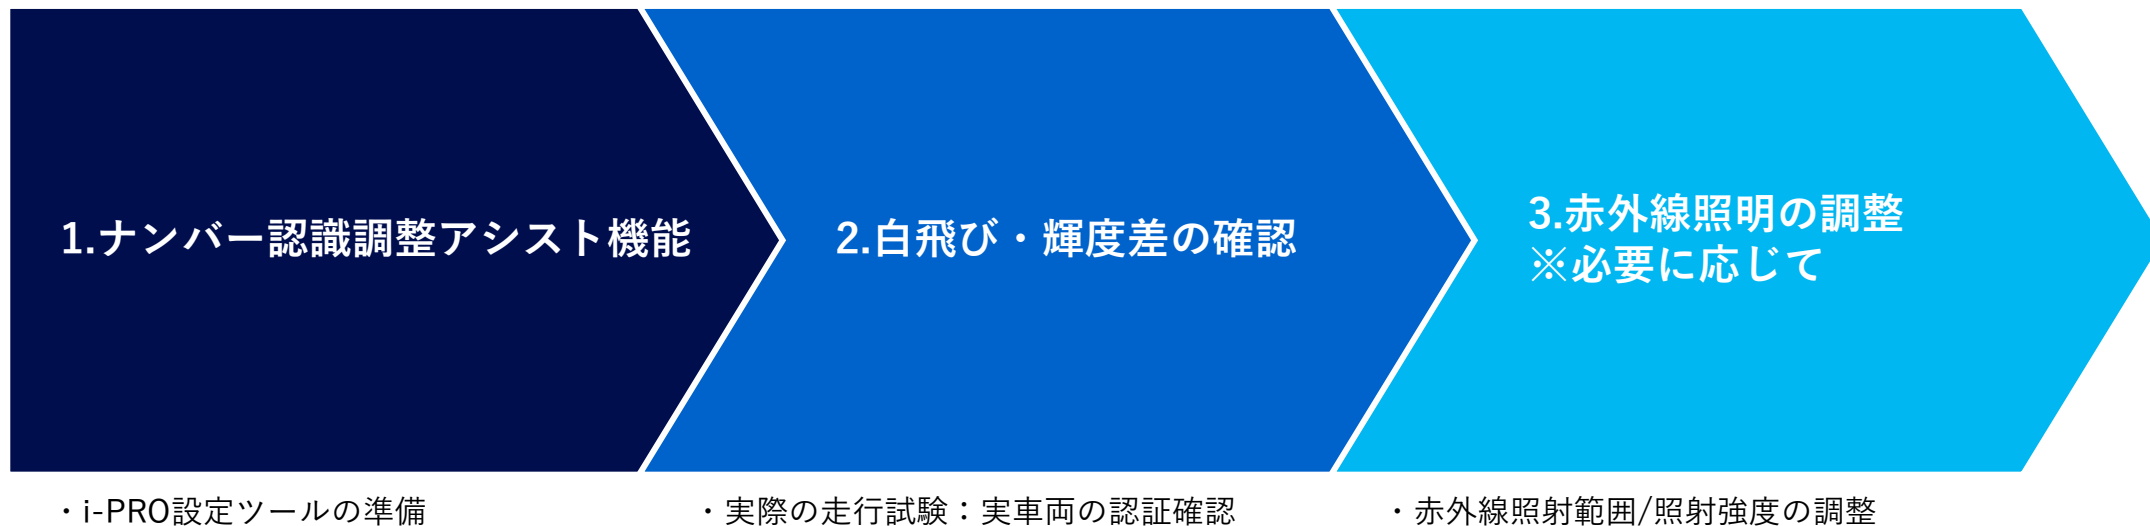 1.ナンバー認識調整アシスト機能
2.白飛び・輝度差の確認
3.赤外線照明の調整
※必要に応じて
・i-PRO設定ツールの準備
・実際の走行試験：実車両の認証確認
・赤外線照射範囲/照射強度の調整